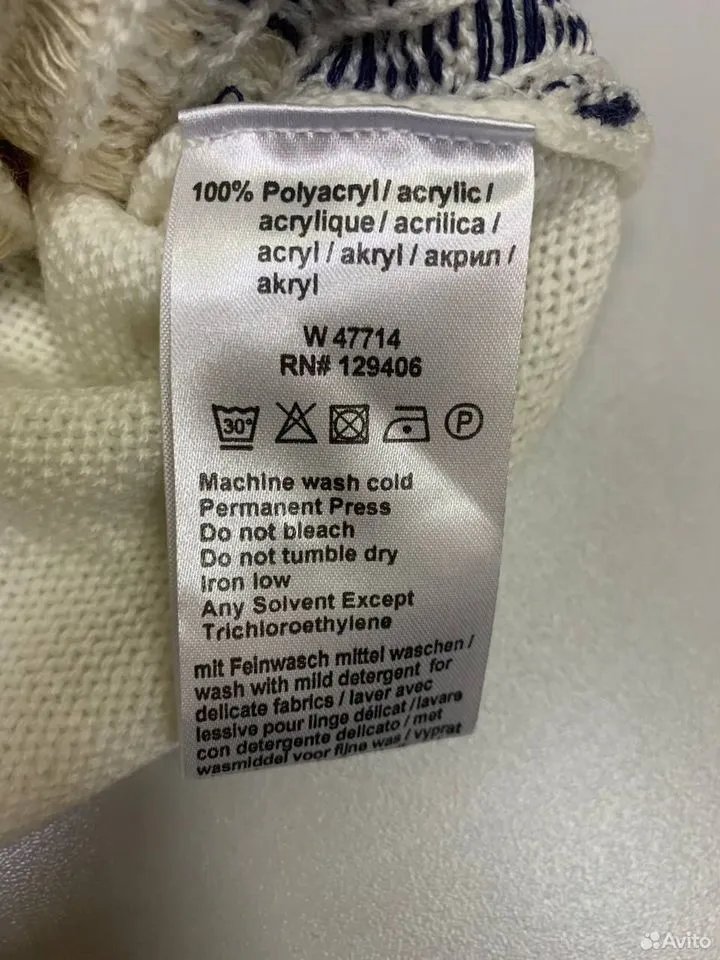 100% Polyacryl / acrylic /
acrylique / acrilica /
acryl / akryl / акрил /
akryl
W 47714
RN# 129406
30°
P
Machine wash cold
Permanent Press
Do not bleach
Do not tumble dry
Iron low
Any Solvent Except
Trichloroethylene
mit Feinwasch mittel waschen /
wash with mild detergent for
delicate fabrics / laver avec
lessive pour linge délicat / lavare
con detergente delicato / met
wasmiddel voor fijne was / vyprat
Avito